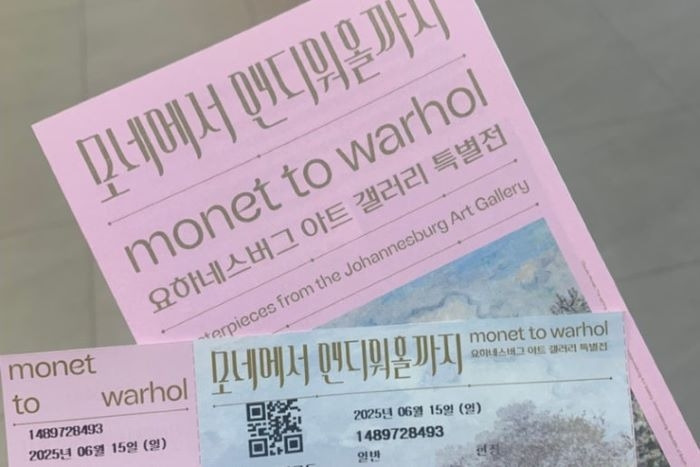 모네에서 앤디워홀까지
monet to warhol
요하네스버그 아트 갤러리 특별전
terpieces from the Johannesburg Art Gallery
monet
to warhol
1489728493
2025년 06월 15일 (일)
모네에서 앤디워홀까지
monet to warhol
요하네스버그 아트 갤러리 특별전
2025년 06월 15일 (일)
1489728493
일반